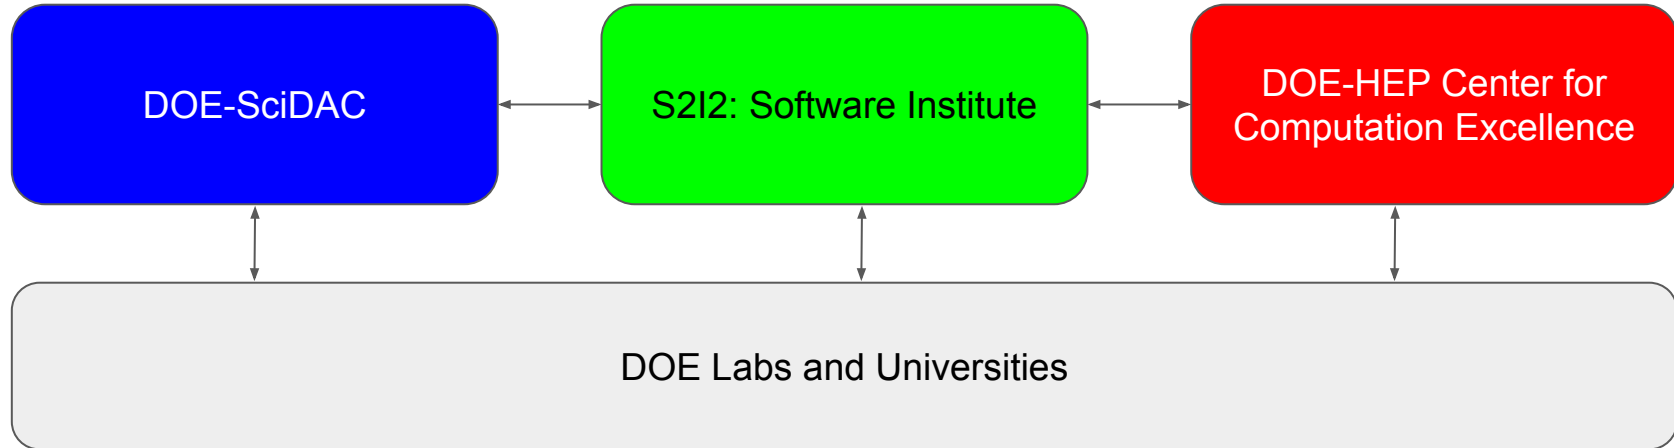 DOE-SciDAC
S2I2: Software Institute
DOE-HEP Center for
Computation Excellence
DOE Labs and Universities